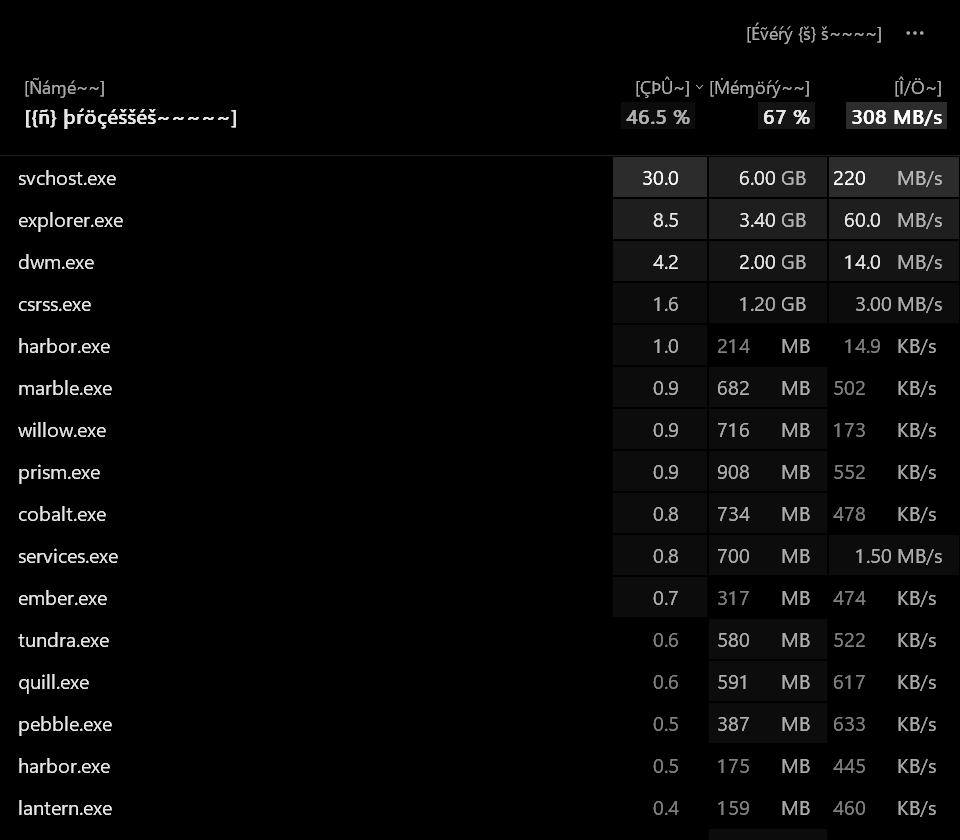 [Éṽéŕý {š} š~~~~] ···
[Ñáɱé~~] [ÇÞÛ~] [Ṁéɱöŕý~~] [Î/Ö~]
[{ñ} þŕöçéššéš~~~~~] 46.5 % 67 % 308 MB/s
svchost.exe 30.0 6.00 GB 220 MB/s
explorer.exe 8.5 3.40 GB 60.0 MB/s
dwm.exe 4.2 2.00 GB 14.0 MB/s
csrss.exe 1.6 1.20 GB 3.00 MB/s
harbor.exe 1.0 214 MB 14.9 KB/s
marble.exe 0.9 682 MB 502 KB/s
willow.exe 0.9 716 MB 173 KB/s
prism.exe 0.9 908 MB 552 KB/s
cobalt.exe 0.8 734 MB 478 KB/s
services.exe 0.8 700 MB 1.50 MB/s
ember.exe 0.7 317 MB 474 KB/s
tundra.exe 0.6 580 MB 522 KB/s
quill.exe 0.6 591 MB 617 KB/s
pebble.exe 0.5 387 MB 633 KB/s
harbor.exe 0.5 175 MB 445 KB/s
lantern.exe 0.4 159 MB 460 KB/s